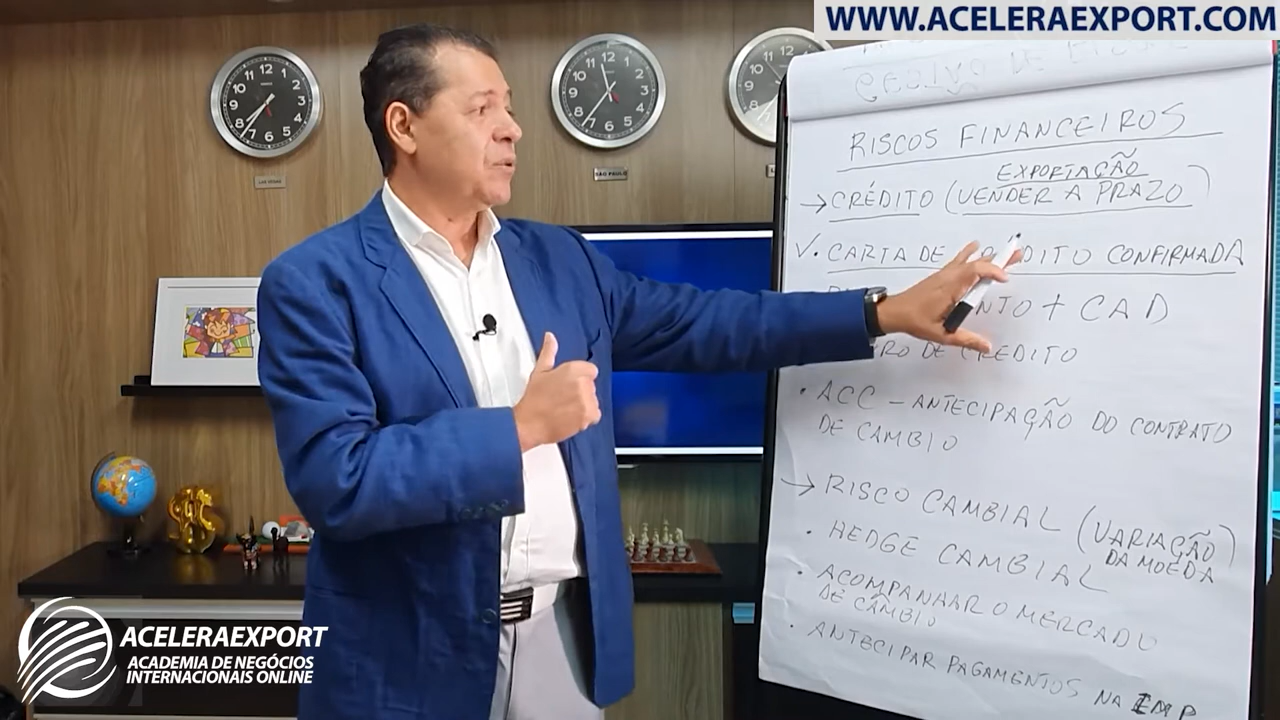 WWW.ACELERAEXPORT.COM
RISCOS FINANCEIROS
EXPORTAÇÃO
→ CRÉDITO (VENDER A PRAZO)
✓. CARTA DE CRÉDITO CONFIRMADA
+ CAD
DE CRÉDITO
• ACC - ANTECIPAÇÃO DO CONTRATO
DE CÂMBIO
→ RISCO CAMBIAL (VARIAÇÃO
DA MOEDA)
• HEDGE CAMBIAL
• ACOMPANHAR O MERCADO
DE CÂMBIO
• ANTECIPAR PAGAMENTOS NA IMP
SÃO PAULO
ACELERAEXPORT
ACADEMIA DE NEGÓCIOS
INTERNACIONAIS ONLINE